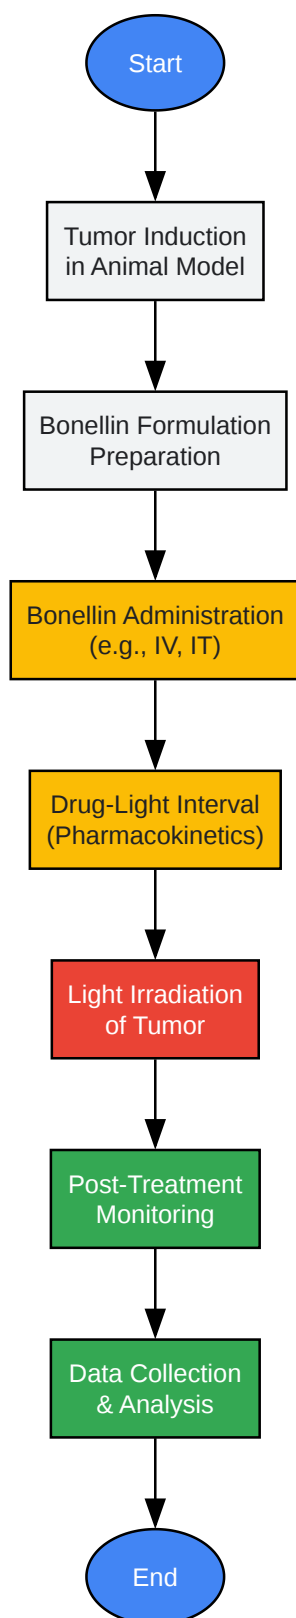 Start
Tumor Induction
in Animal Model
Bonellin Formulation
Preparation
Bonellin Administration
(e.g., IV, IT)
Drug-Light Interval
(Pharmacokinetics)
Light Irradiation
of Tumor
Post-Treatment
Monitoring
Data Collection
& Analysis
End